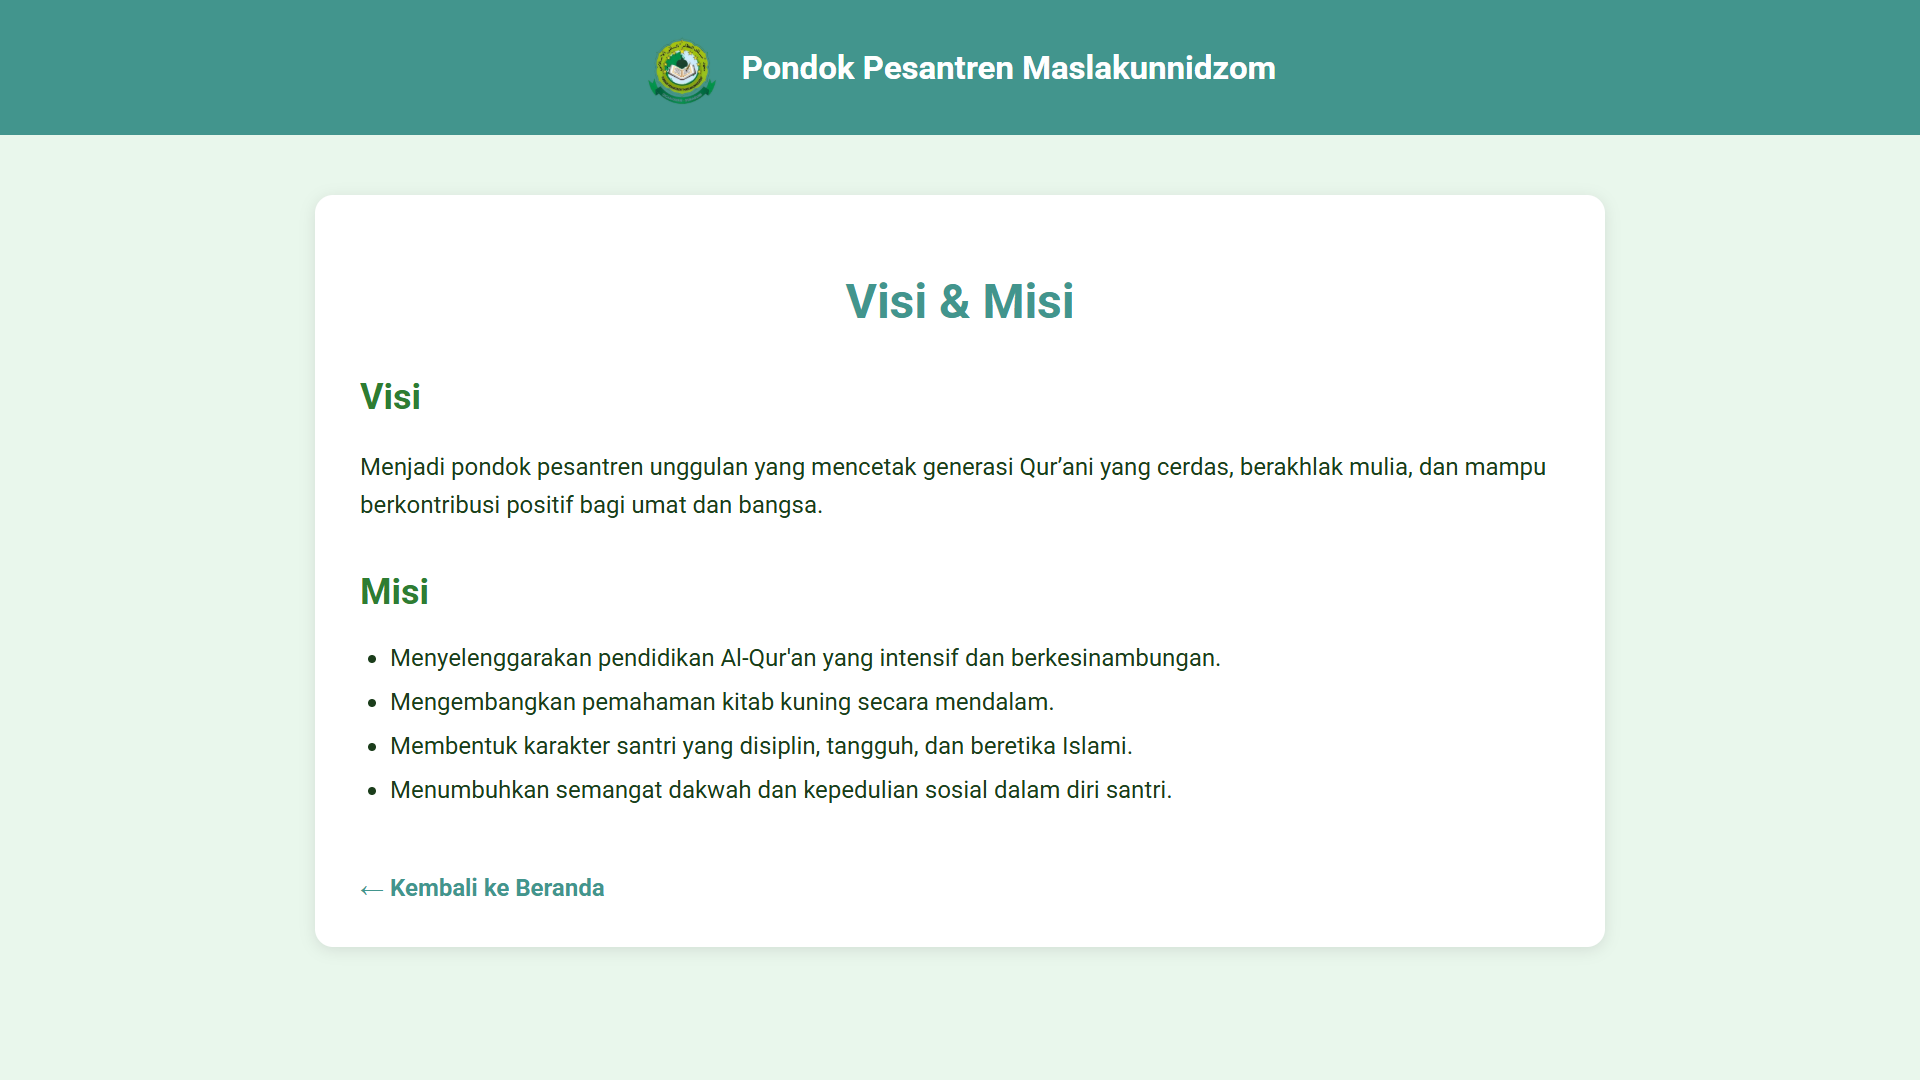 Pondok Pesantren Maslakunnidzom
Visi & Misi
Visi
Menjadi pondok pesantren unggulan yang mencetak generasi Qur’ani yang cerdas, berakhlak mulia, dan mampu
berkontribusi positif bagi umat dan bangsa.
Misi
• Menyelenggarakan pendidikan Al-Qur'an yang intensif dan berkesinambungan.
• Mengembangkan pemahaman kitab kuning secara mendalam.
• Membentuk karakter santri yang disiplin, tangguh, dan beretika Islami.
• Menumbuhkan semangat dakwah dan kepedulian sosial dalam diri santri.
← Kembali ke Beranda